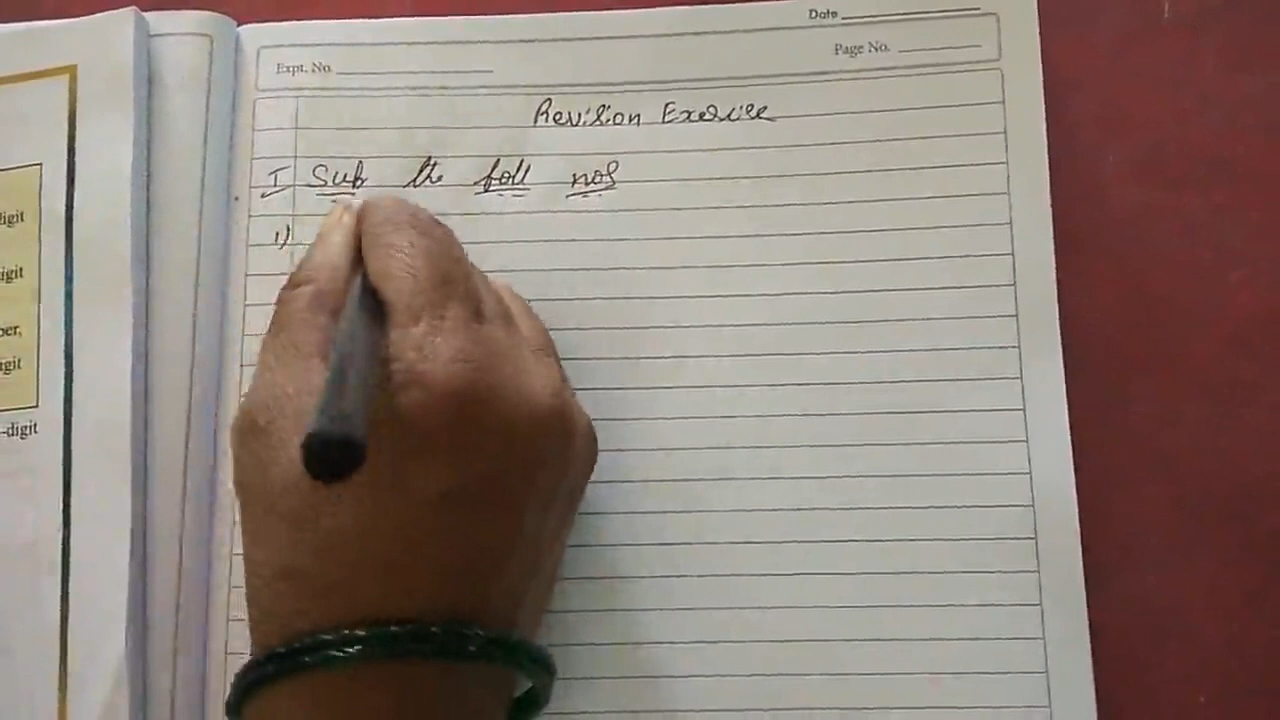 Date
Page No.
Expt. No.
Revision Exercise
I Sub the foll nos
1)
digit
digit
ber,
igit
-digit